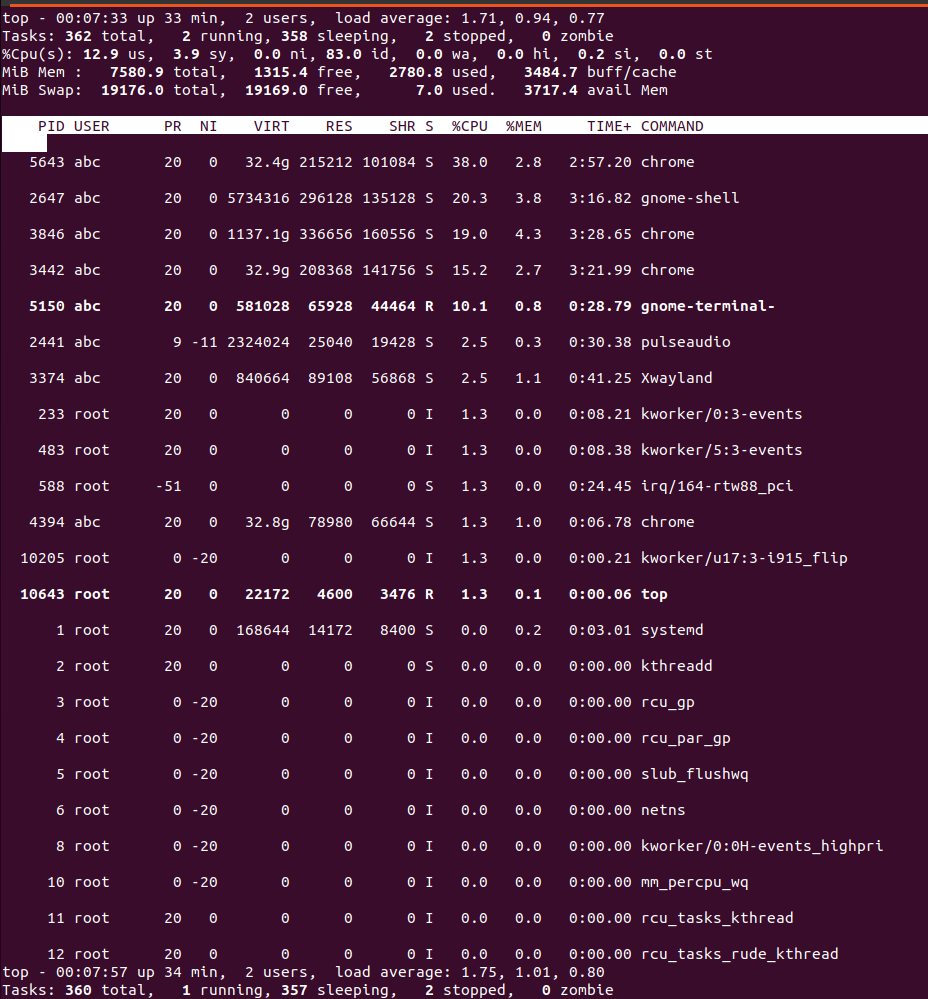 top - 00:07:33 up 33 min,  2 users,  load average: 1.71, 0.94, 0.77
Tasks: 362 total,   2 running, 358 sleeping,   2 stopped,   0 zombie
%Cpu(s): 12.9 us,  3.9 sy,  0.0 ni, 83.0 id,  0.0 wa,  0.0 hi,  0.2 si,  0.0 st
MiB Mem :   7580.9 total,   1315.4 free,   2780.8 used,   3484.7 buff/cache
MiB Swap:  19176.0 total,  19169.0 free,      7.0 used.   3717.4 avail Mem
    PID USER      PR  NI    VIRT    RES    SHR S  %CPU  %MEM     TIME+ COMMAND
   5643 abc       20   0   32.4g 215212 101084 S  38.0   2.8   2:57.20 chrome
   2647 abc       20   0 5734316 296128 135128 S  20.3   3.8   3:16.82 gnome-shell
   3846 abc       20   0 1137.1g 336656 160556 S  19.0   4.3   3:28.65 chrome
   3442 abc       20   0   32.9g 208368 141756 S  15.2   2.7   3:21.99 chrome
   5150 abc       20   0  581028  65928  44464 R  10.1   0.8   0:28.79 gnome-terminal-
   2441 abc        9 -11 2324024  25040  19428 S   2.5   0.3   0:30.38 pulseaudio
   3374 abc       20   0  840664  89108  56868 S   2.5   1.1   0:41.25 Xwayland
    233 root      20   0       0      0      0 I   1.3   0.0   0:08.21 kworker/0:3-events
    483 root      20   0       0      0      0 I   1.3   0.0   0:08.38 kworker/5:3-events
    588 root     -51   0       0      0      0 S   1.3   0.0   0:24.45 irq/164-rtw88_pci
   4394 abc       20   0   32.8g  78980  66644 S   1.3   1.0   0:06.78 chrome
  10205 root       0 -20       0      0      0 I   1.3   0.0   0:00.21 kworker/u17:3-i915_flip
  10643 root      20   0   22172   4600   3476 R   1.3   0.1   0:00.06 top
      1 root      20   0  168644  14172   8400 S   0.0   0.2   0:03.01 systemd
      2 root      20   0       0      0      0 S   0.0   0.0   0:00.00 kthreadd
      3 root       0 -20       0      0      0 I   0.0   0.0   0:00.00 rcu_gp
      4 root       0 -20       0      0      0 I   0.0   0.0   0:00.00 rcu_par_gp
      5 root       0 -20       0      0      0 I   0.0   0.0   0:00.00 slub_flushwq
      6 root       0 -20       0      0      0 I   0.0   0.0   0:00.00 netns
      8 root       0 -20       0      0      0 I   0.0   0.0   0:00.00 kworker/0:0H-events_highpri
     10 root       0 -20       0      0      0 I   0.0   0.0   0:00.00 mm_percpu_wq
     11 root      20   0       0      0      0 I   0.0   0.0   0:00.00 rcu_tasks_kthread
     12 root      20   0       0      0      0 I   0.0   0.0   0:00.00 rcu_tasks_rude_kthread
top - 00:07:57 up 34 min,  2 users,  load average: 1.75, 1.01, 0.80
Tasks: 360 total,   1 running, 357 sleeping,   2 stopped,   0 zombie